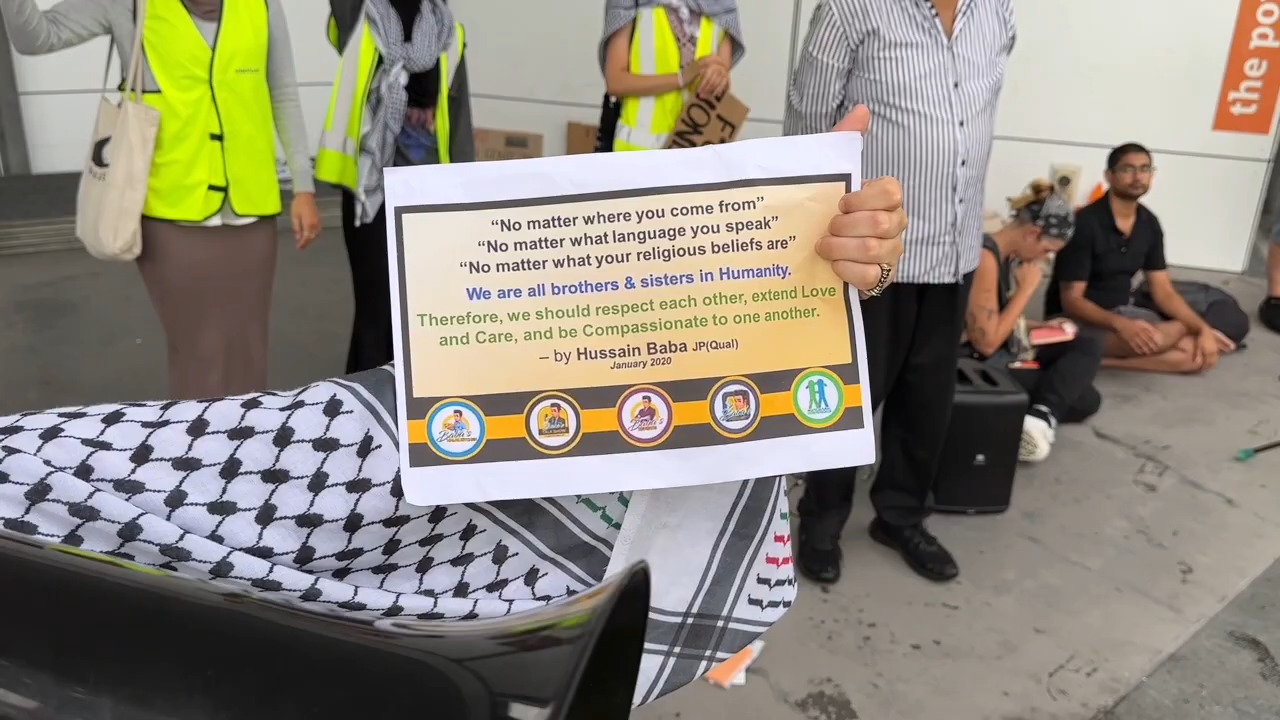 “No matter where you come from”
“No matter what language you speak”
“No matter what your religious beliefs are”
We are all brothers & sisters in Humanity.
Therefore, we should respect each other, extend Love
and Care, and be Compassionate to one another.
– by Hussain Baba JP(Qual)
January 2020
the po